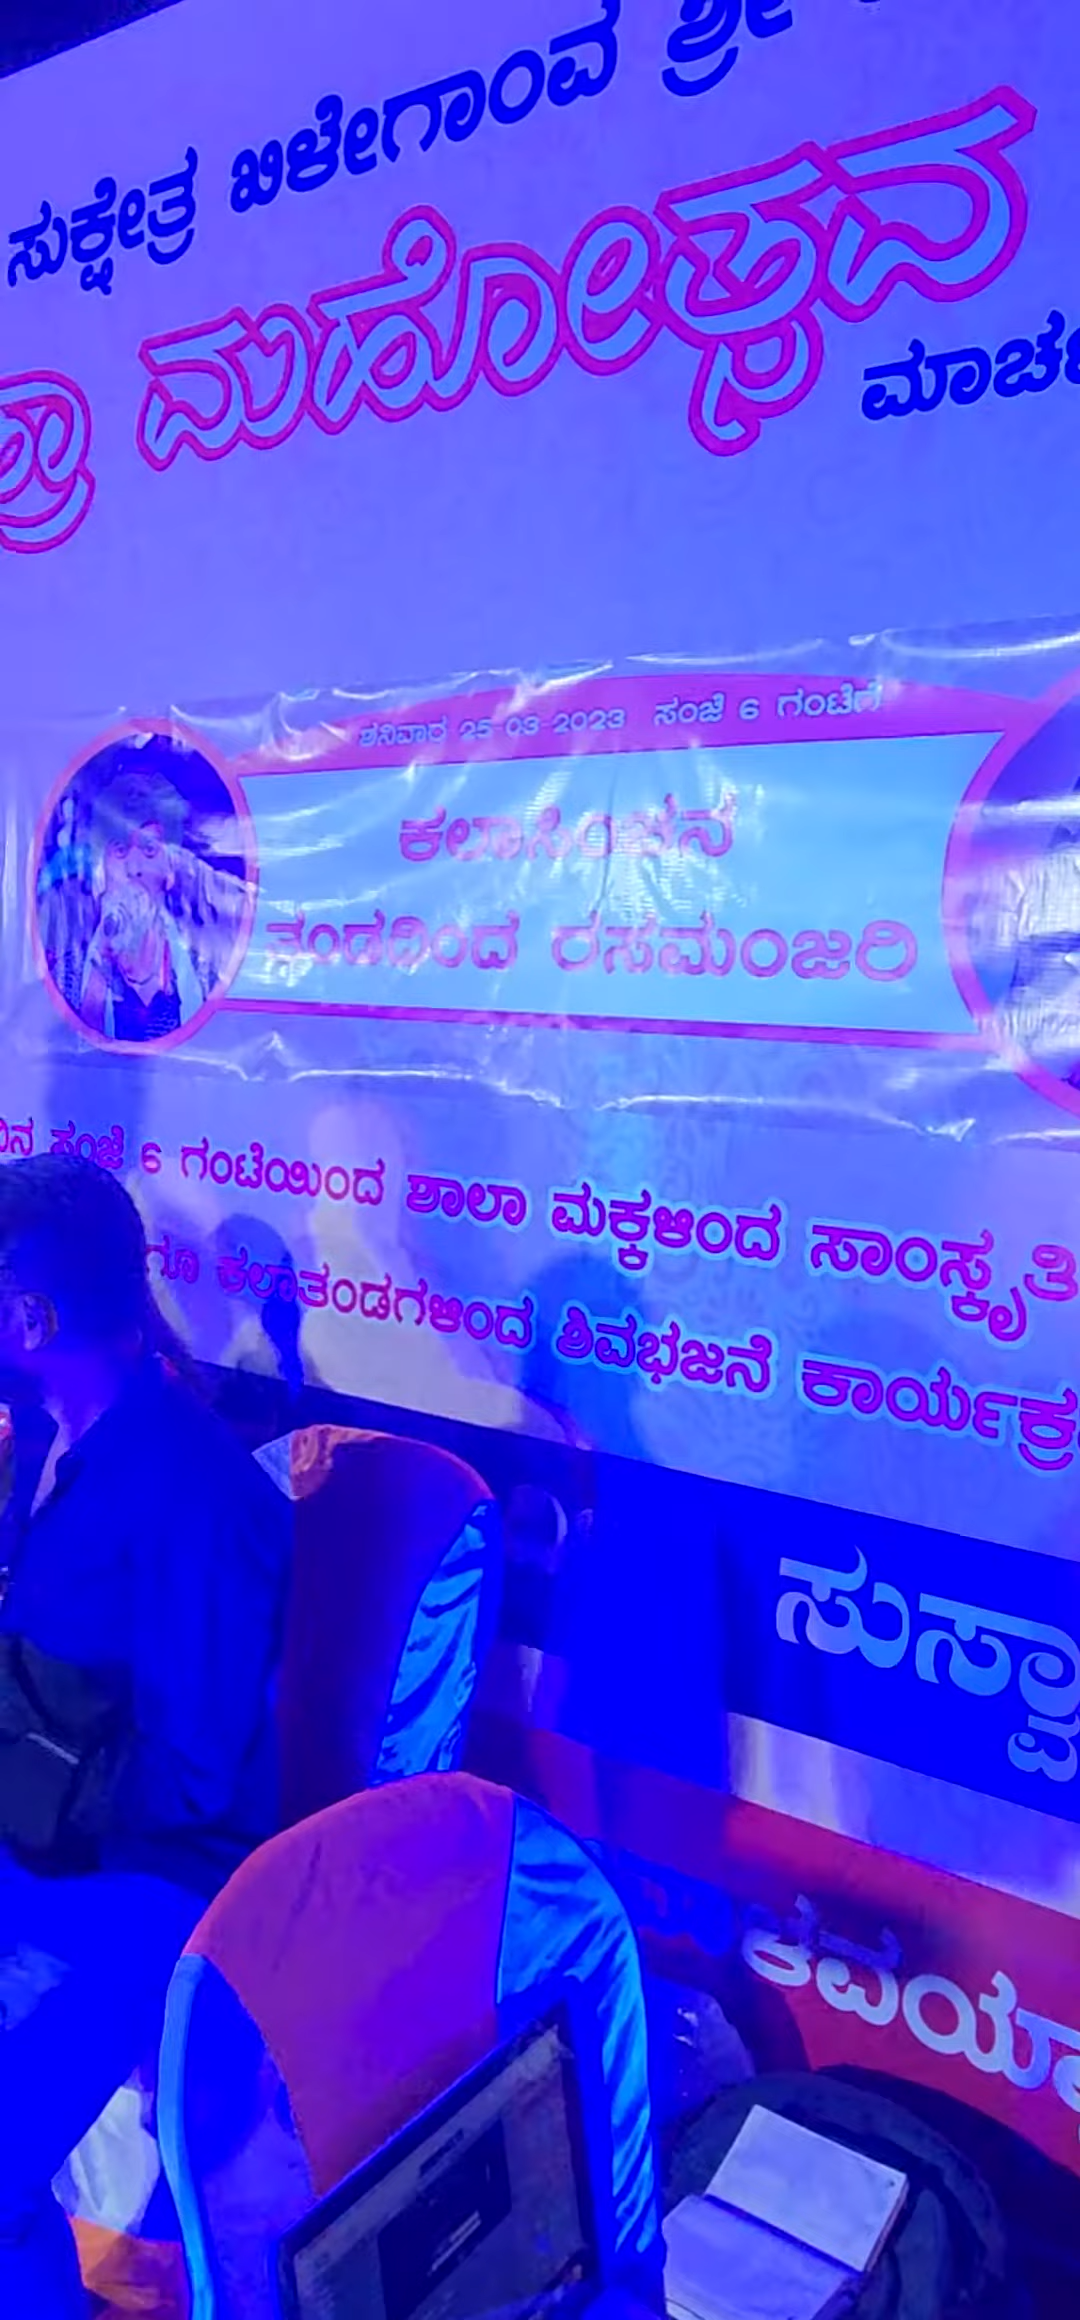 ಸುಕ್ಷೇತ್ರ ಖಿಳೇಗಾಂವ ಶ್ರೀ
ತ್ರಾ ಮಹೋತ್ಸವ
ಮಾರ್ಚ
ಶನಿವಾರ 25-03-2023 ಸಂಜೆ 6 ಗಂಟೆಗೆ
ಕಲಾಸಿಂಚನ
ತಂಡದಿಂದ ರಸಮಂಜರಿ
ಸಂಜೆ 6 ಗಂಟೆಯಿಂದ ಶಾಲಾ ಮಕ್ಕಳಿಂದ ಸಾಂಸ್ಕೃತಿ
ಗೂ ಕಲಾತಂಡಗಳಿಂದ ಶಿವಭಜನೆ ಕಾರ್ಯಕ್ರ
ಸುಸ್ವಾ